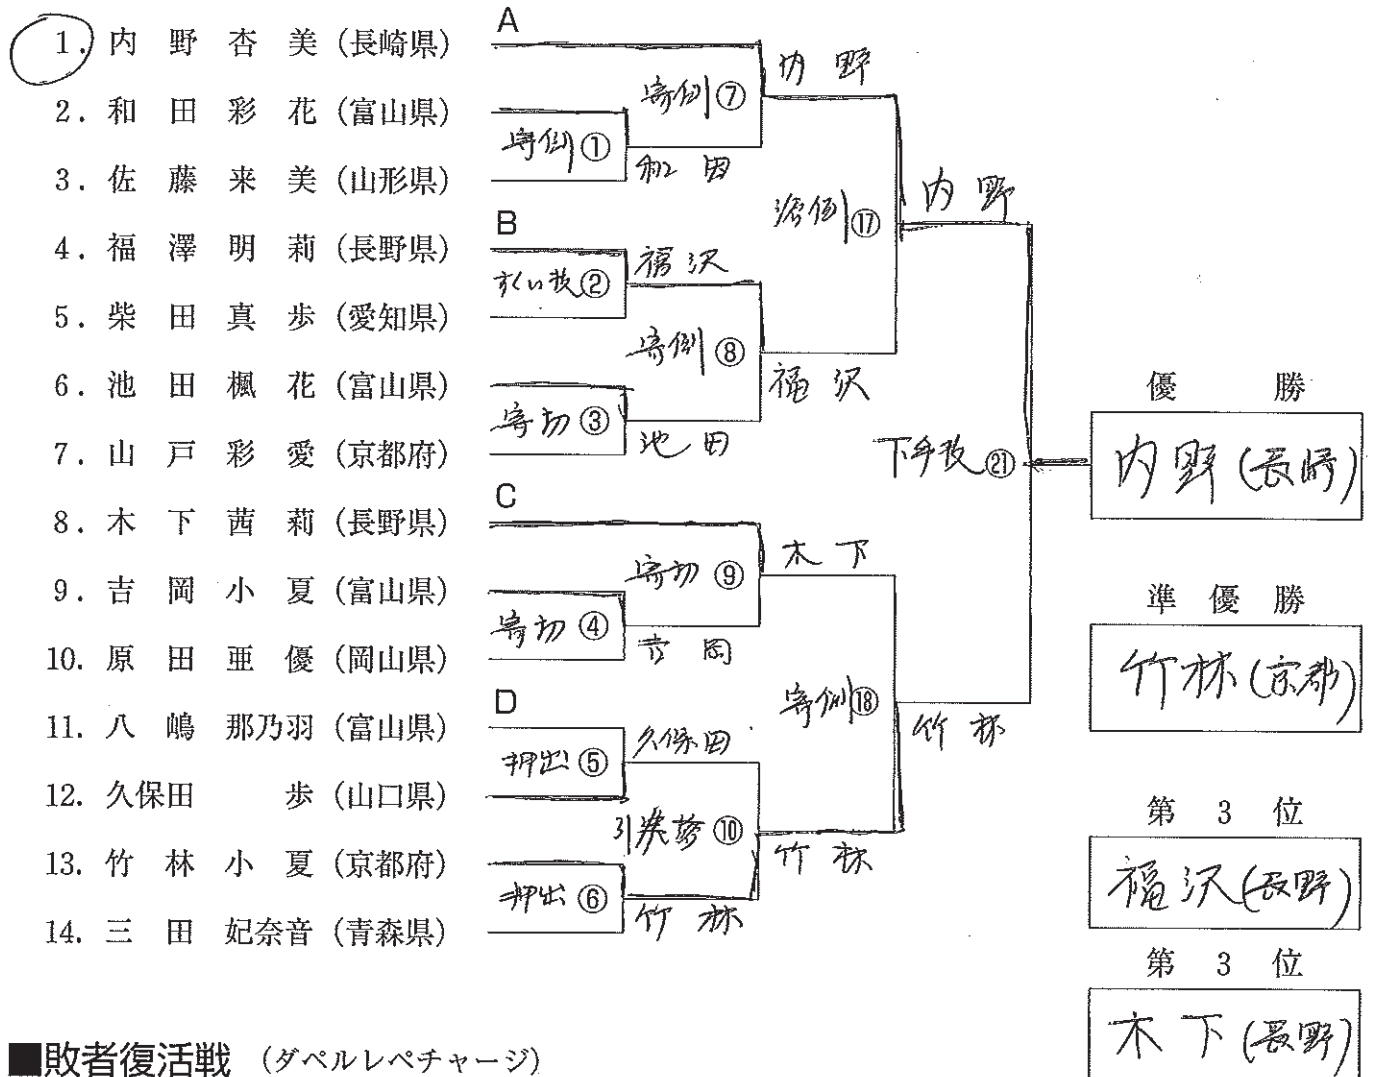 1. 内野杏美 (長崎県)
2. 和田彩花 (富山県)
3. 佐藤来美 (山形県)
4. 福澤明莉 (長野県)
5. 柴田真歩 (愛知県)
6. 池田楓花 (富山県)
7. 山戸彩愛 (京都府)
8. 木下茜莉 (長野県)
9. 吉岡小夏 (富山県)
10. 原田亜優 (岡山県)
11. 八嶋那乃羽 (富山県)
12. 久保田歩 (山口県)
13. 竹林小夏 (京都府)
14. 三田妃奈音 (青森県)
A
寄倒 ①
和田
寄倒 ⑦
内野
B
すくい投 ②
福沢
寄切 ③
池田
寄倒 ⑧
福沢
⑰
内野
C
寄切 ④
吉岡
寄切 ⑨
木下
D
押出 ⑤
久保田
押出 ⑥
竹林
⑩
竹林
寄倒 ⑱
竹林
下手投 ㉑
優勝
内野 (長崎)
準優勝
竹林 (京都)
第3位
福沢 (長野)
第3位
木下 (長野)
■敗者復活戦 (ダペルレペチャージ)